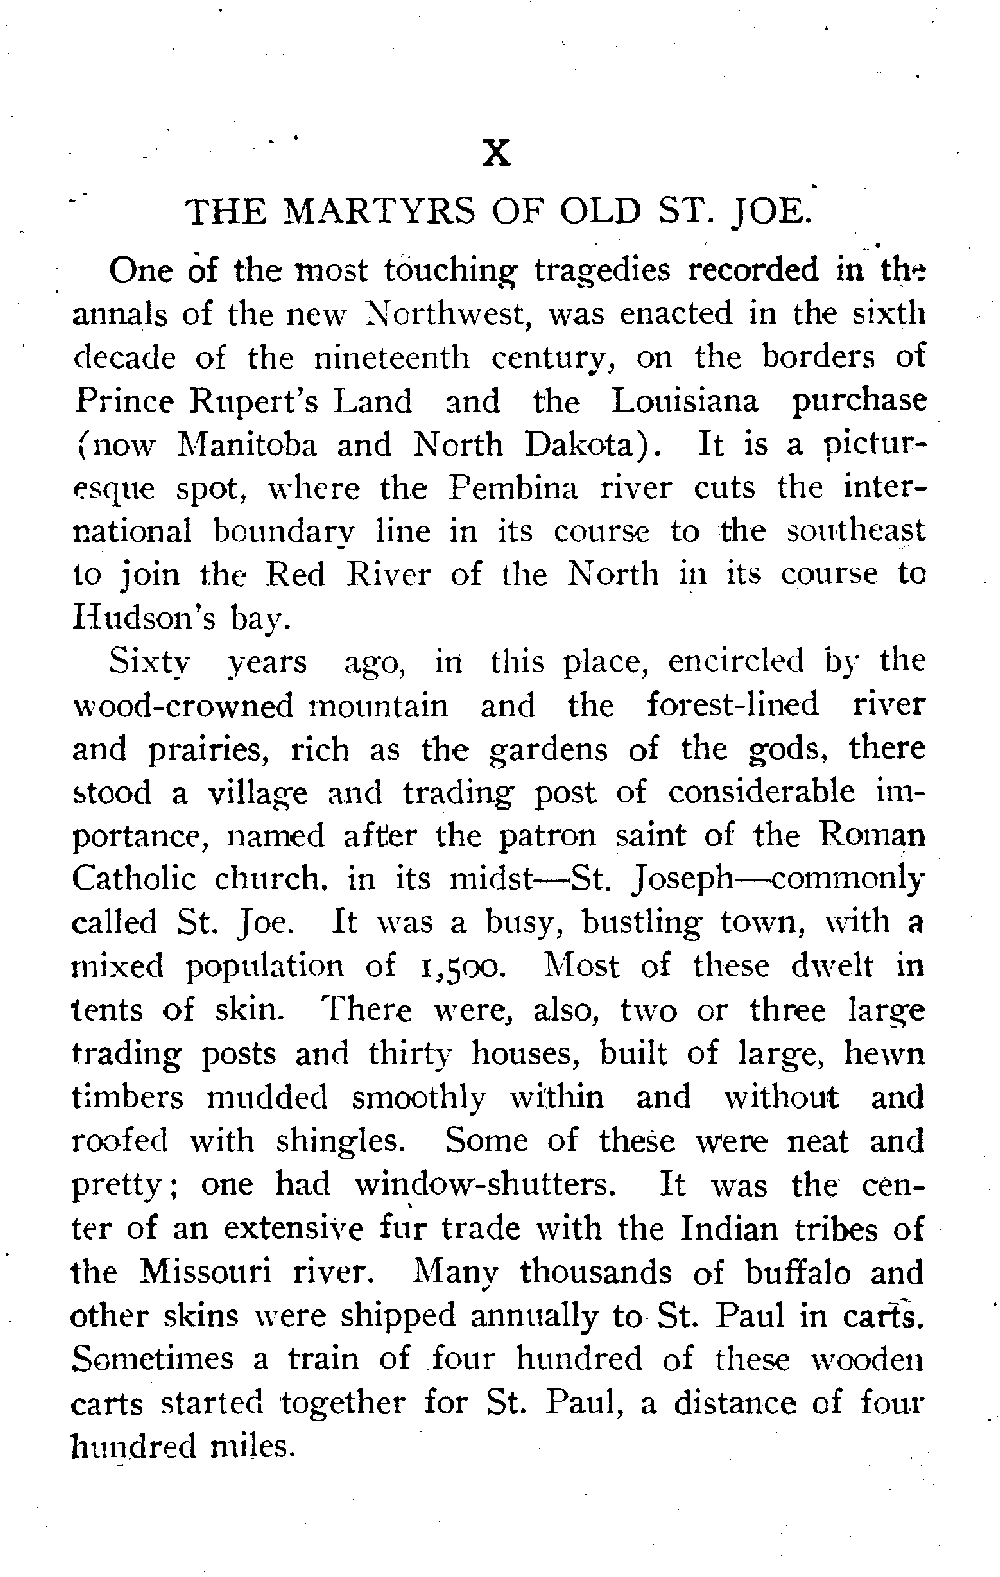 X
THE MARTYRS OF OLD ST. JOE.
One of the most touching tragedies recorded in the
annals of the new Northwest, was enacted in the sixth
decade of the nineteenth century, on the borders of
Prince Rupert's Land and the Louisiana purchase
(now Manitoba and North Dakota). It is a pictur-
esque spot, where the Pembina river cuts the inter-
national boundary line in its course to the southeast
to join the Red River of the North in its course to
Hudson's bay.
Sixty years ago, in this place, encircled by the
wood-crowned mountain and the forest-lined river
and prairies, rich as the gardens of the gods, there
stood a village and trading post of considerable im-
portance, named after the patron saint of the Roman
Catholic church. in its midst—St. Joseph—commonly
called St. Joe. It was a busy, bustling town, with a
mixed population of 1,500. Most of these dwelt in
tents of skin. There were, also, two or three large
trading posts and thirty houses, built of large, hewn
timbers mudded smoothly within and without and
roofed with shingles. Some of these were neat and
pretty; one had window-shutters. It was the cen-
ter of an extensive fur trade with the Indian tribes of
the Missouri river. Many thousands of buffalo and
other skins were shipped annually to St. Paul in carts.
Sometimes a train of four hundred of these wooden
carts started together for St. Paul, a distance of four
hundred miles.